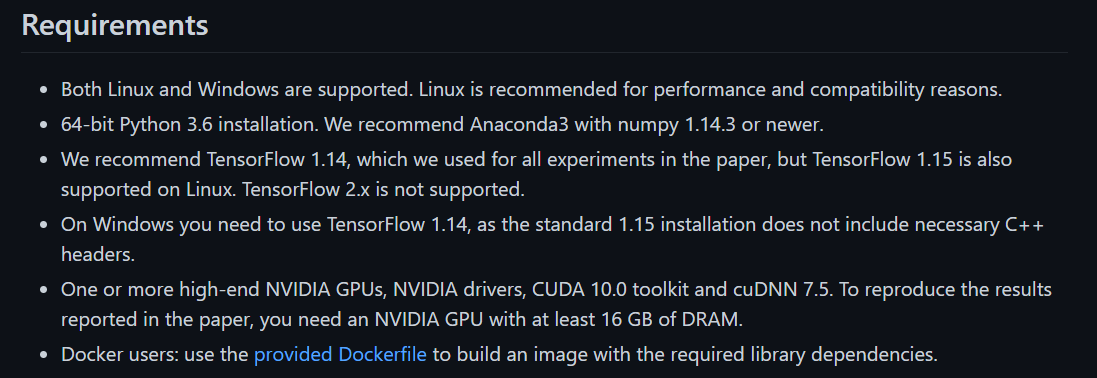 Requirements
• Both Linux and Windows are supported. Linux is recommended for performance and compatibility reasons.
• 64-bit Python 3.6 installation. We recommend Anaconda3 with numpy 1.14.3 or newer.
• We recommend TensorFlow 1.14, which we used for all experiments in the paper, but TensorFlow 1.15 is also
supported on Linux. TensorFlow 2.x is not supported.
• On Windows you need to use TensorFlow 1.14, as the standard 1.15 installation does not include necessary C++
headers.
• One or more high-end NVIDIA GPUs, NVIDIA drivers, CUDA 10.0 toolkit and cuDNN 7.5. To reproduce the results
reported in the paper, you need an NVIDIA GPU with at least 16 GB of DRAM.
• Docker users: use the provided Dockerfile to build an image with the required library dependencies.